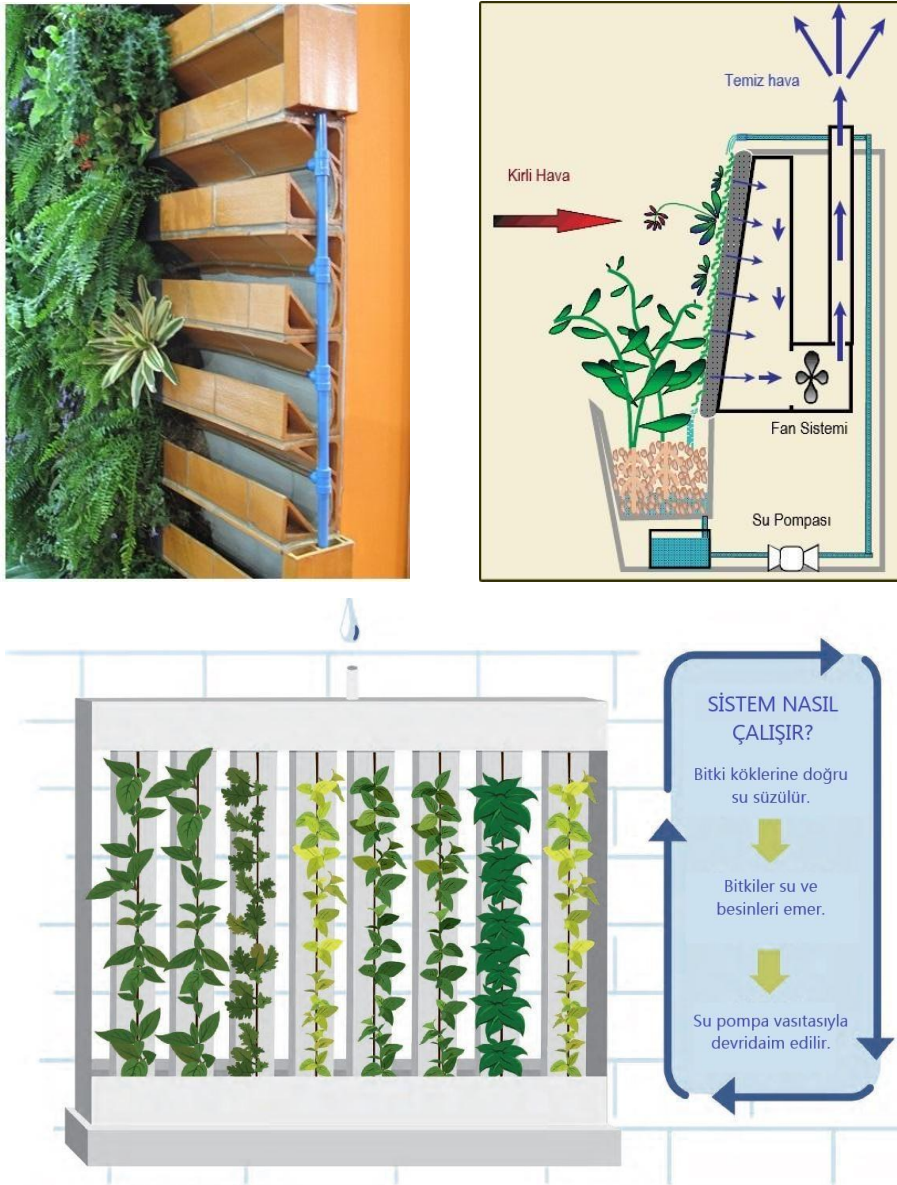 Temiz hava
Kirli Hava
Fan Sistemi
Su Pompası
SİSTEM NASIL
ÇALIŞIR?
Bitki köklerine doğru
su süzülür.
Bitkiler su ve
besinleri emer.
Su pompa vasıtasıyla
devridaim edilir.